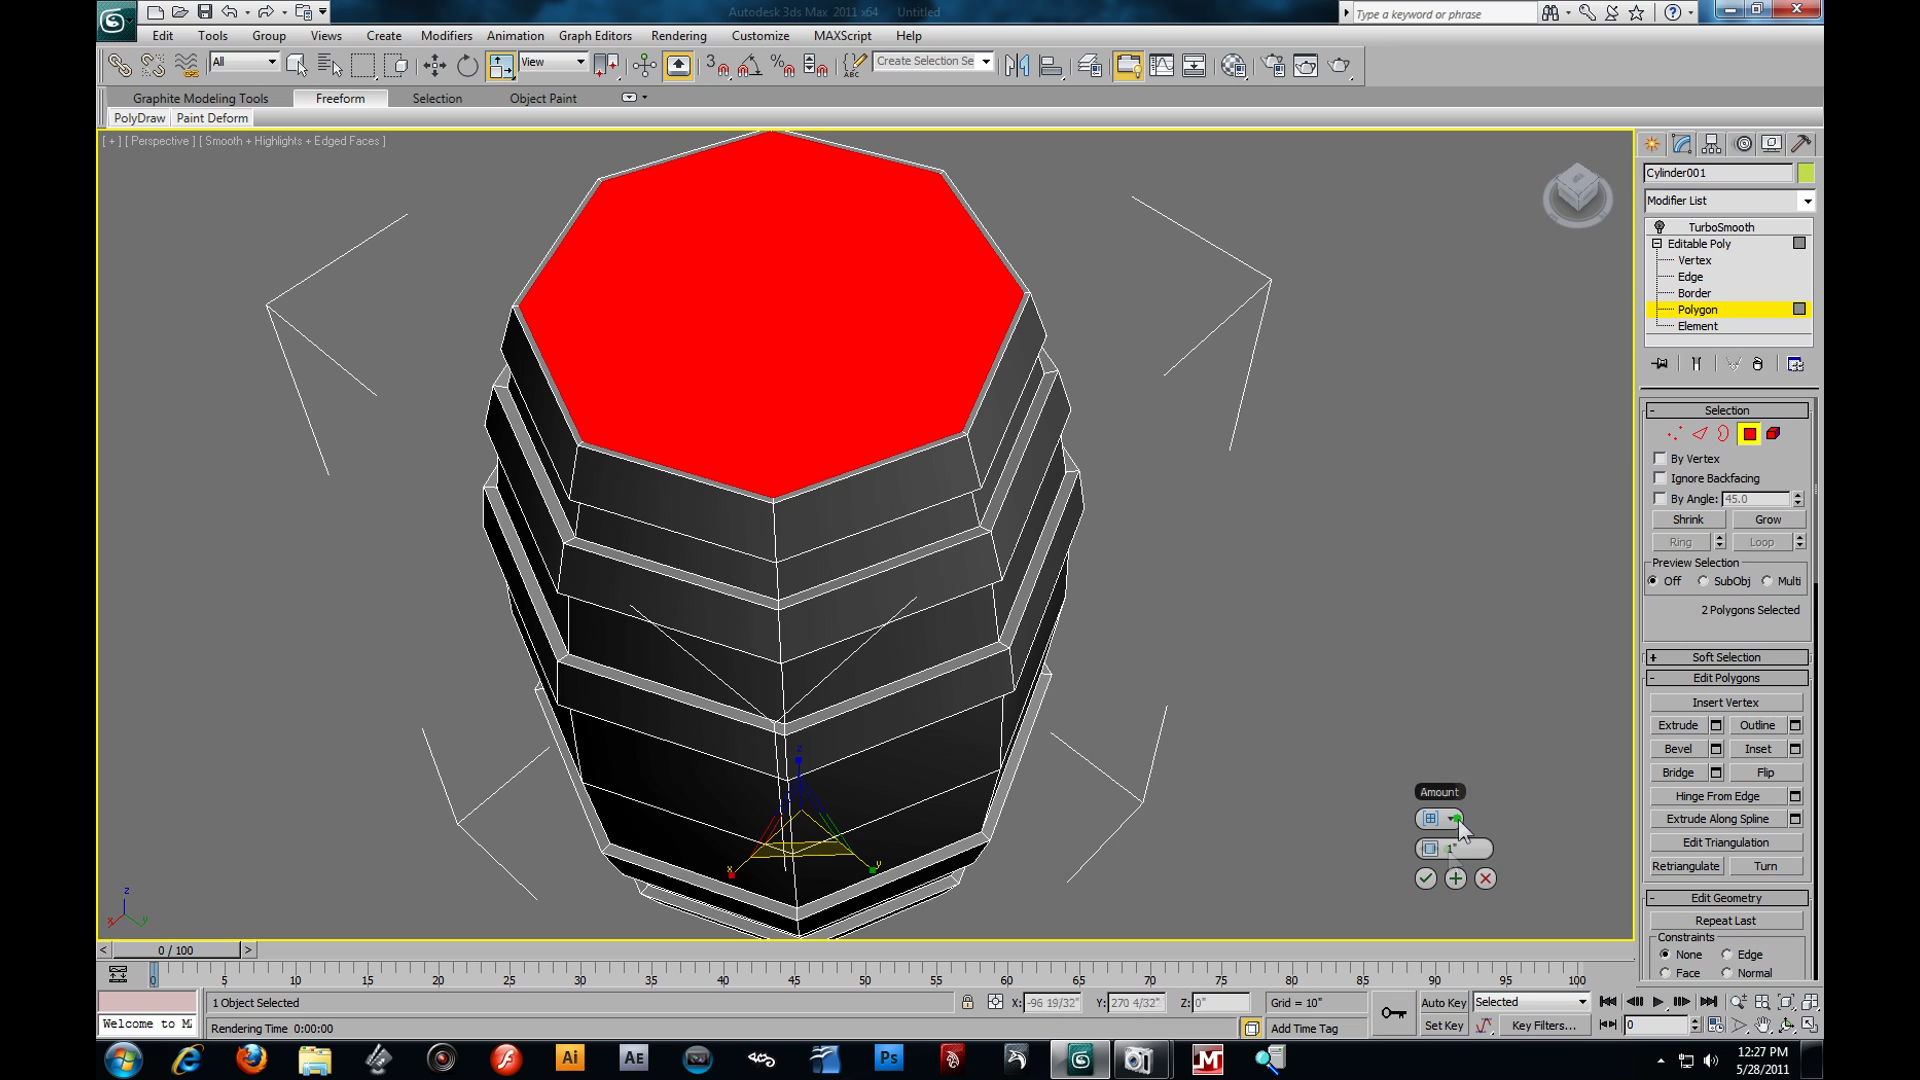 Autodesk 3ds Max 2011 x64 Untitled
Type a keyword or phrase
Edit Tools Group Views Create Modifiers Animation Graph Editors Rendering Customize MAXScript Help
All View 3 Create Selection Se
Graphite Modeling Tools Freeform Selection Object Paint
PolyDraw Paint Deform
[ + ] [ Perspective ] [ Smooth + Highlights + Edged Faces ]
Cylinder001
Modifier List
TurboSmooth
Editable Poly
Vertex
Edge
Border
Polygon
Element
- Selection
By Vertex
Ignore Backfacing
By Angle: 45.0
Shrink Grow
Ring Loop
Preview Selection
Off SubObj Multi
2 Polygons Selected
+ Soft Selection
- Edit Polygons
Insert Vertex
Extrude Outline
Bevel Inset
Bridge Flip
Hinge From Edge
Extrude Along Spline
Edit Triangulation
Retriangulate Turn
- Edit Geometry
Repeat Last
Constraints
None Edge
Face Normal
Amount
1"
z
x y
z
x y
< 0 / 100 >
0 5 10 15 20 25 30 35 40 45 50 55 60 65 70 75 80 85 90 95 100
1 Object Selected X: -96 19/32" Y: 270 4/32" Z: 0" Grid = 10" Auto Key Selected
Welcome to M
Rendering Time 0:00:00 Add Time Tag Set Key Key Filters... 0
Ai AE Ps M
12:27 PM
5/28/2011